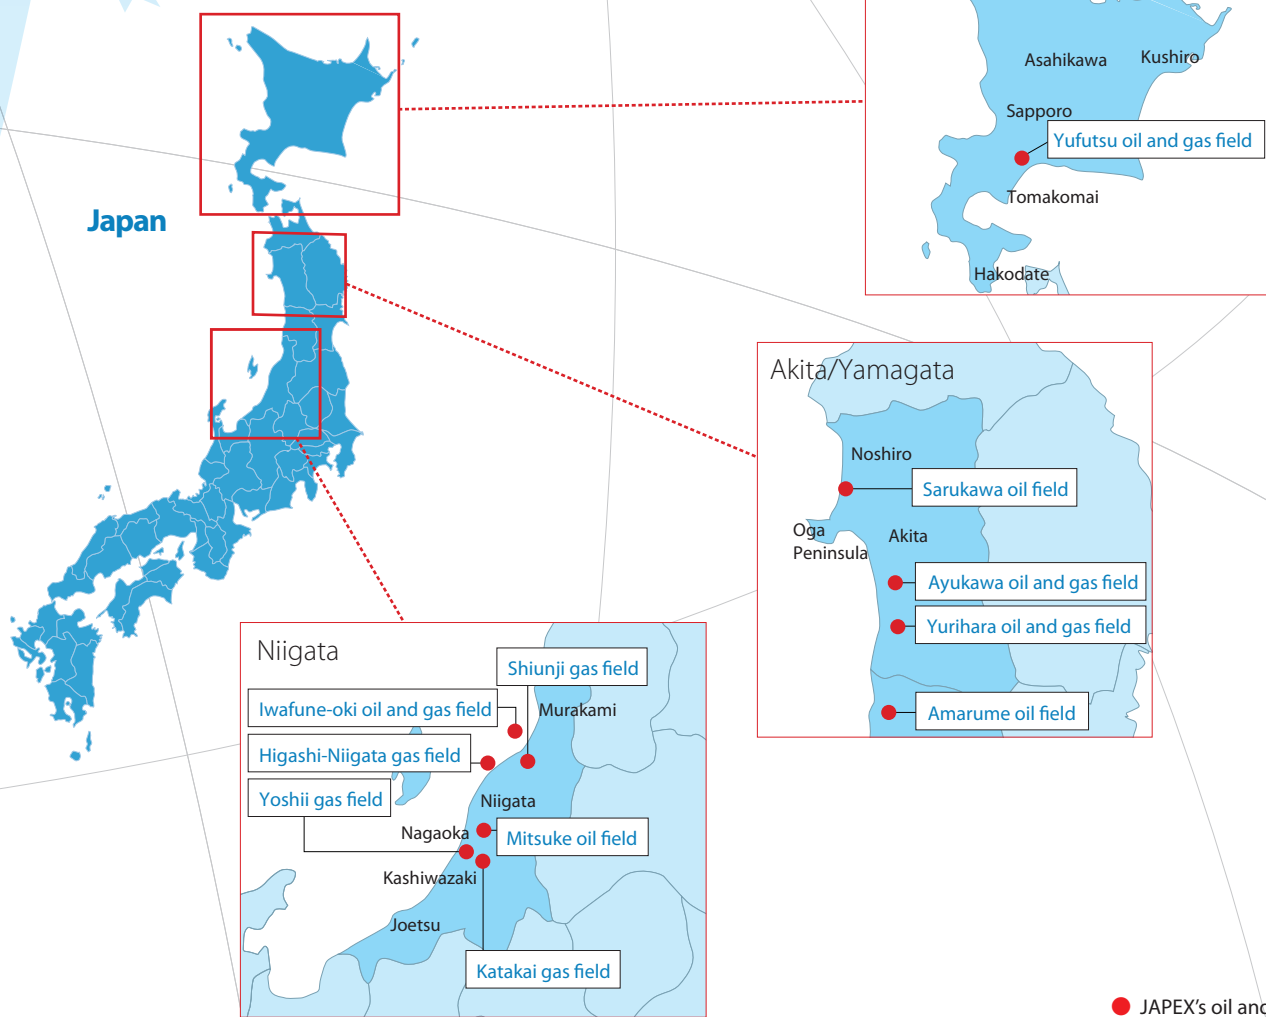 Japan
Asahikawa
Kushiro
Sapporo
Yufutsu oil and gas field
Tomakomai
Hakodate
Akita/Yamagata
Noshiro
Sarukawa oil field
Oga
Peninsula
Akita
Ayukawa oil and gas field
Yurihara oil and gas field
Amarume oil field
Niigata
Shiunji gas field
Iwafune-oki oil and gas field
Murakami
Higashi-Niigata gas field
Yoshii gas field
Niigata
Nagaoka
Mitsuke oil field
Kashiwazaki
Joetsu
Katakai gas field
JAPEX's oil and